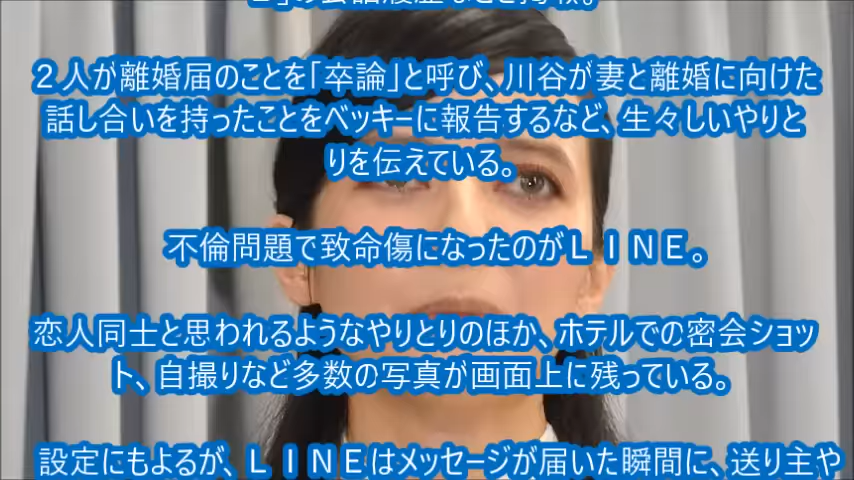 ２人が離婚届のことを「卒論」と呼び、川谷が妻と離婚に向けた
話し合いを持ったことをベッキーに報告するなど、生々しいやりと
りを伝えている。
不倫問題で致命傷になったのがＬＩＮＥ。
恋人同士と思われるようなやりとりのほか、ホテルでの密会ショッ
ト、自撮りなど多数の写真が画面上に残っている。
設定にもよるが、ＬＩＮＥはメッセージが届いた瞬間に、送り主や